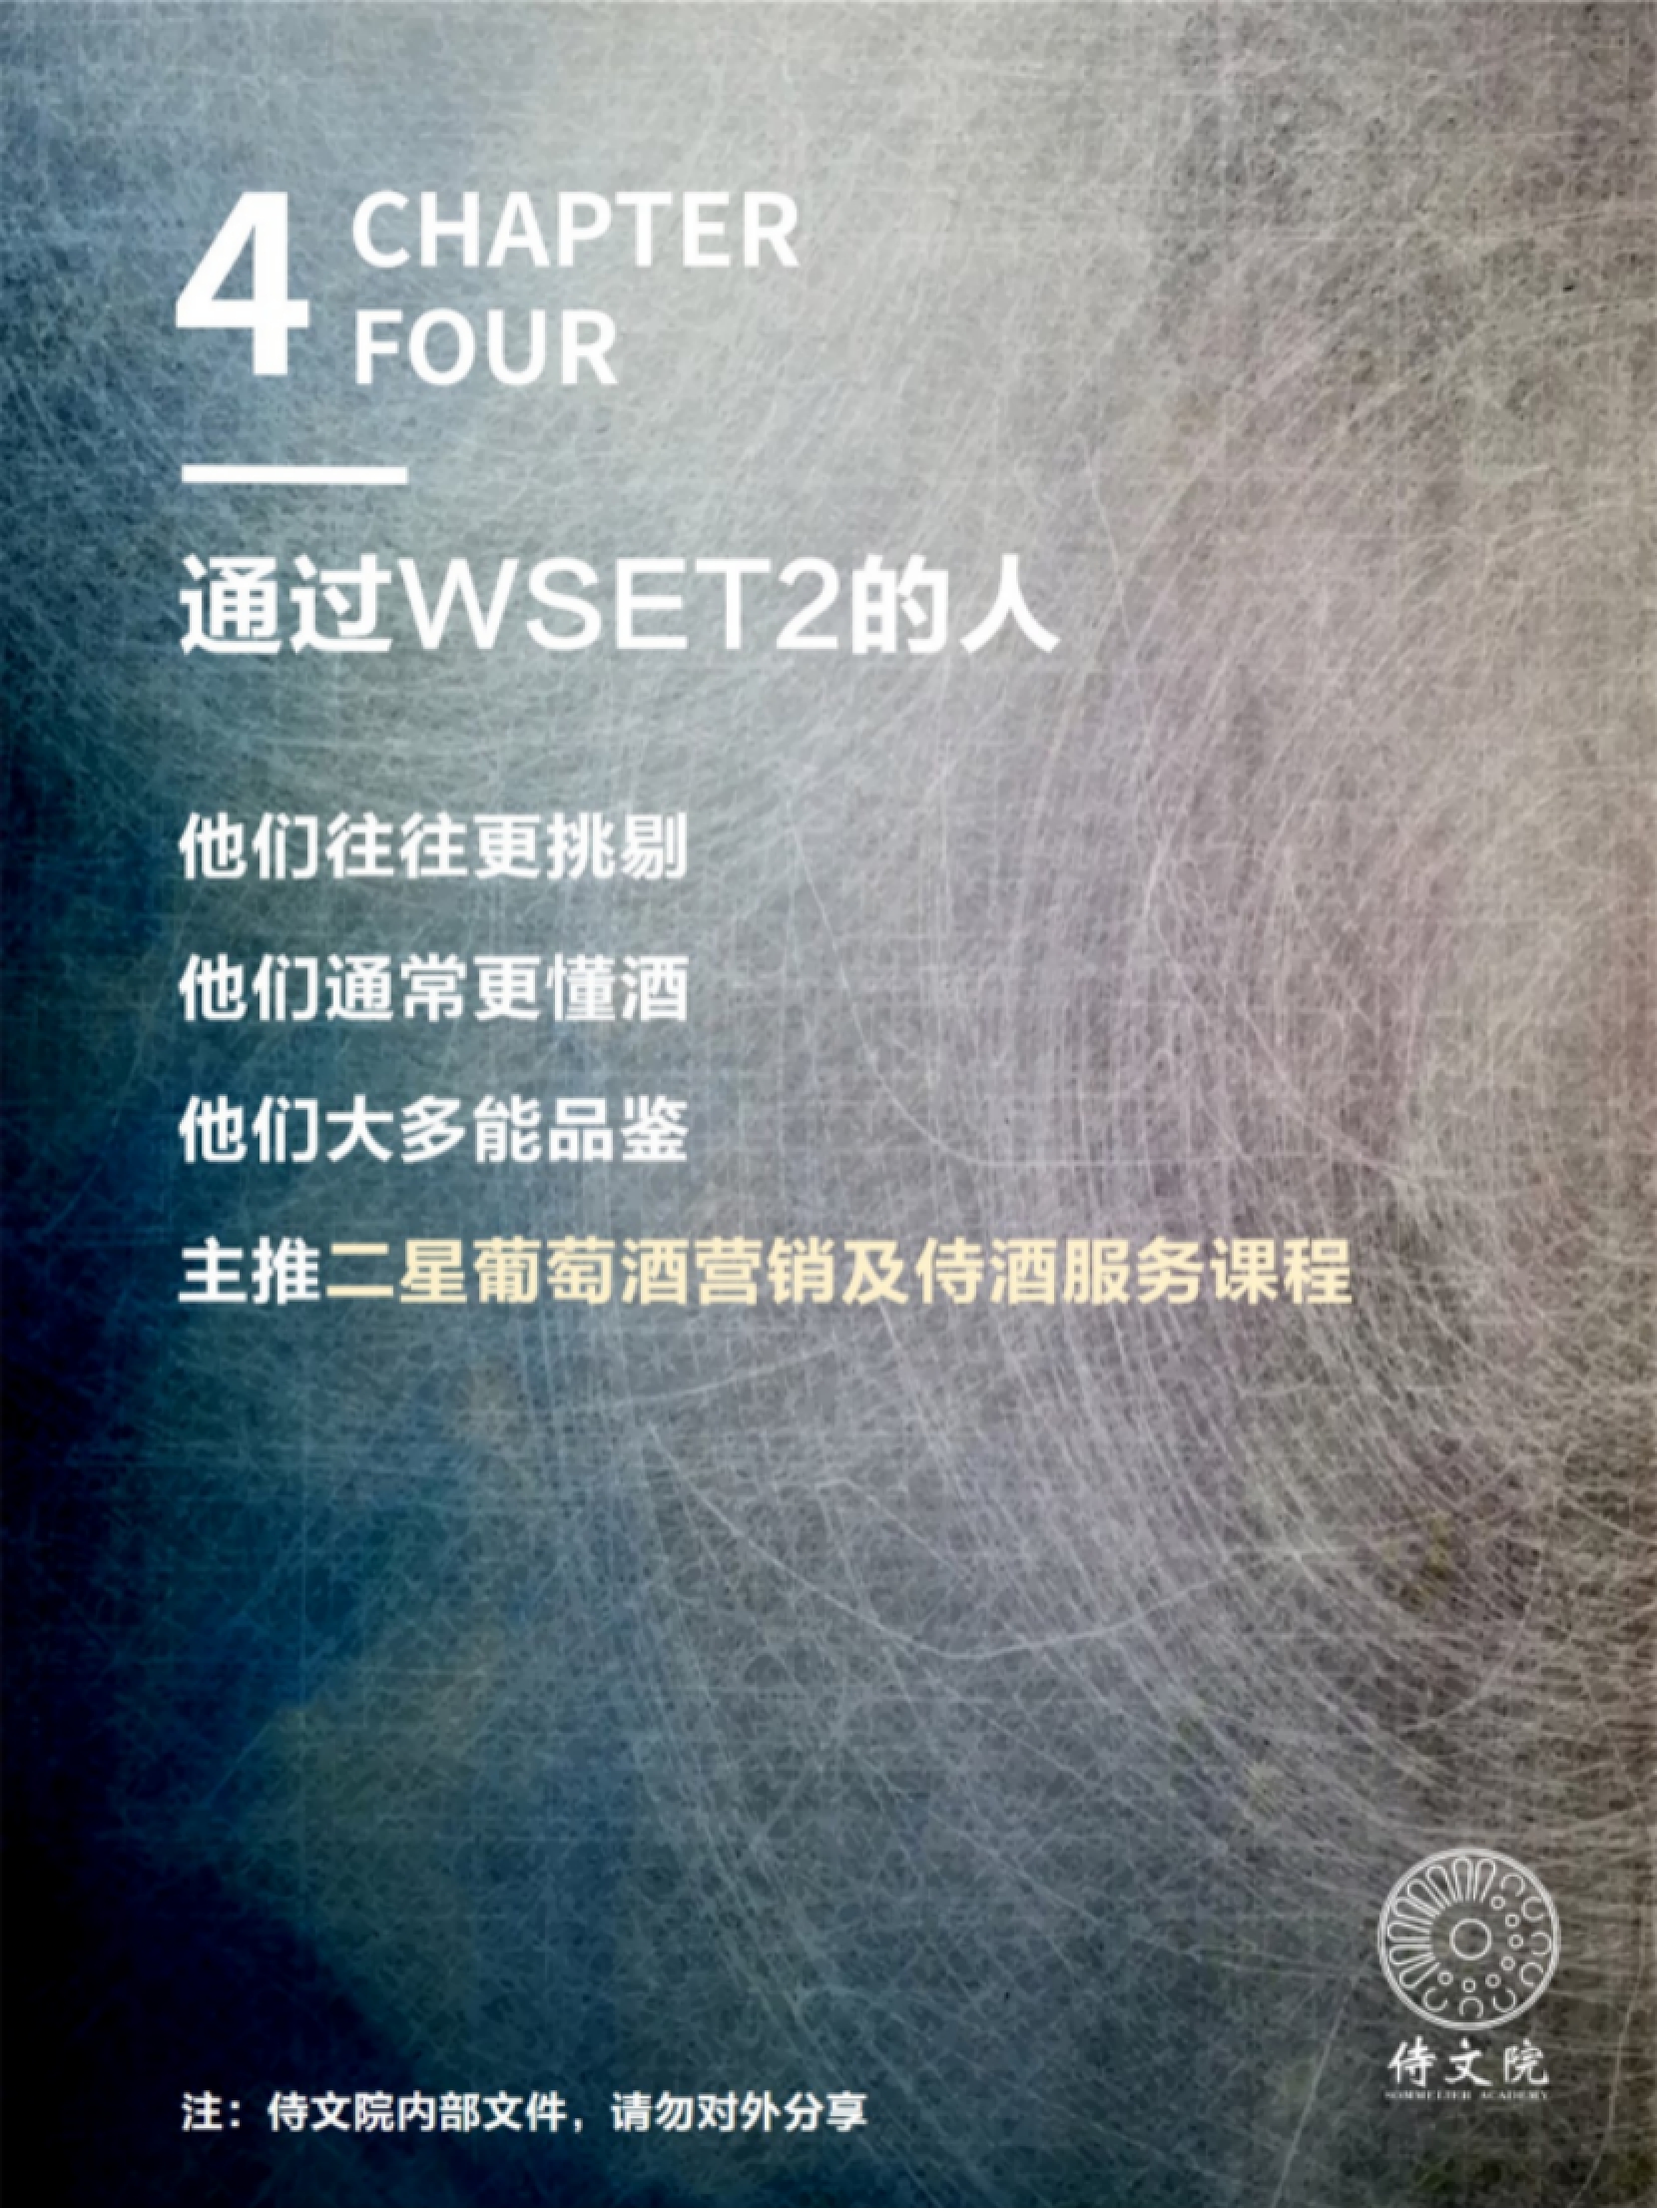 4
CHAPTER
FOUR
通过WSET2的人
他们往往更挑剔
他们通常更懂酒
他们大多能品鉴
主推二星葡萄酒营销及侍酒服务课程
侍文院
SOMMELIER ACADEMY
注：侍文院内部文件，请勿对外分享